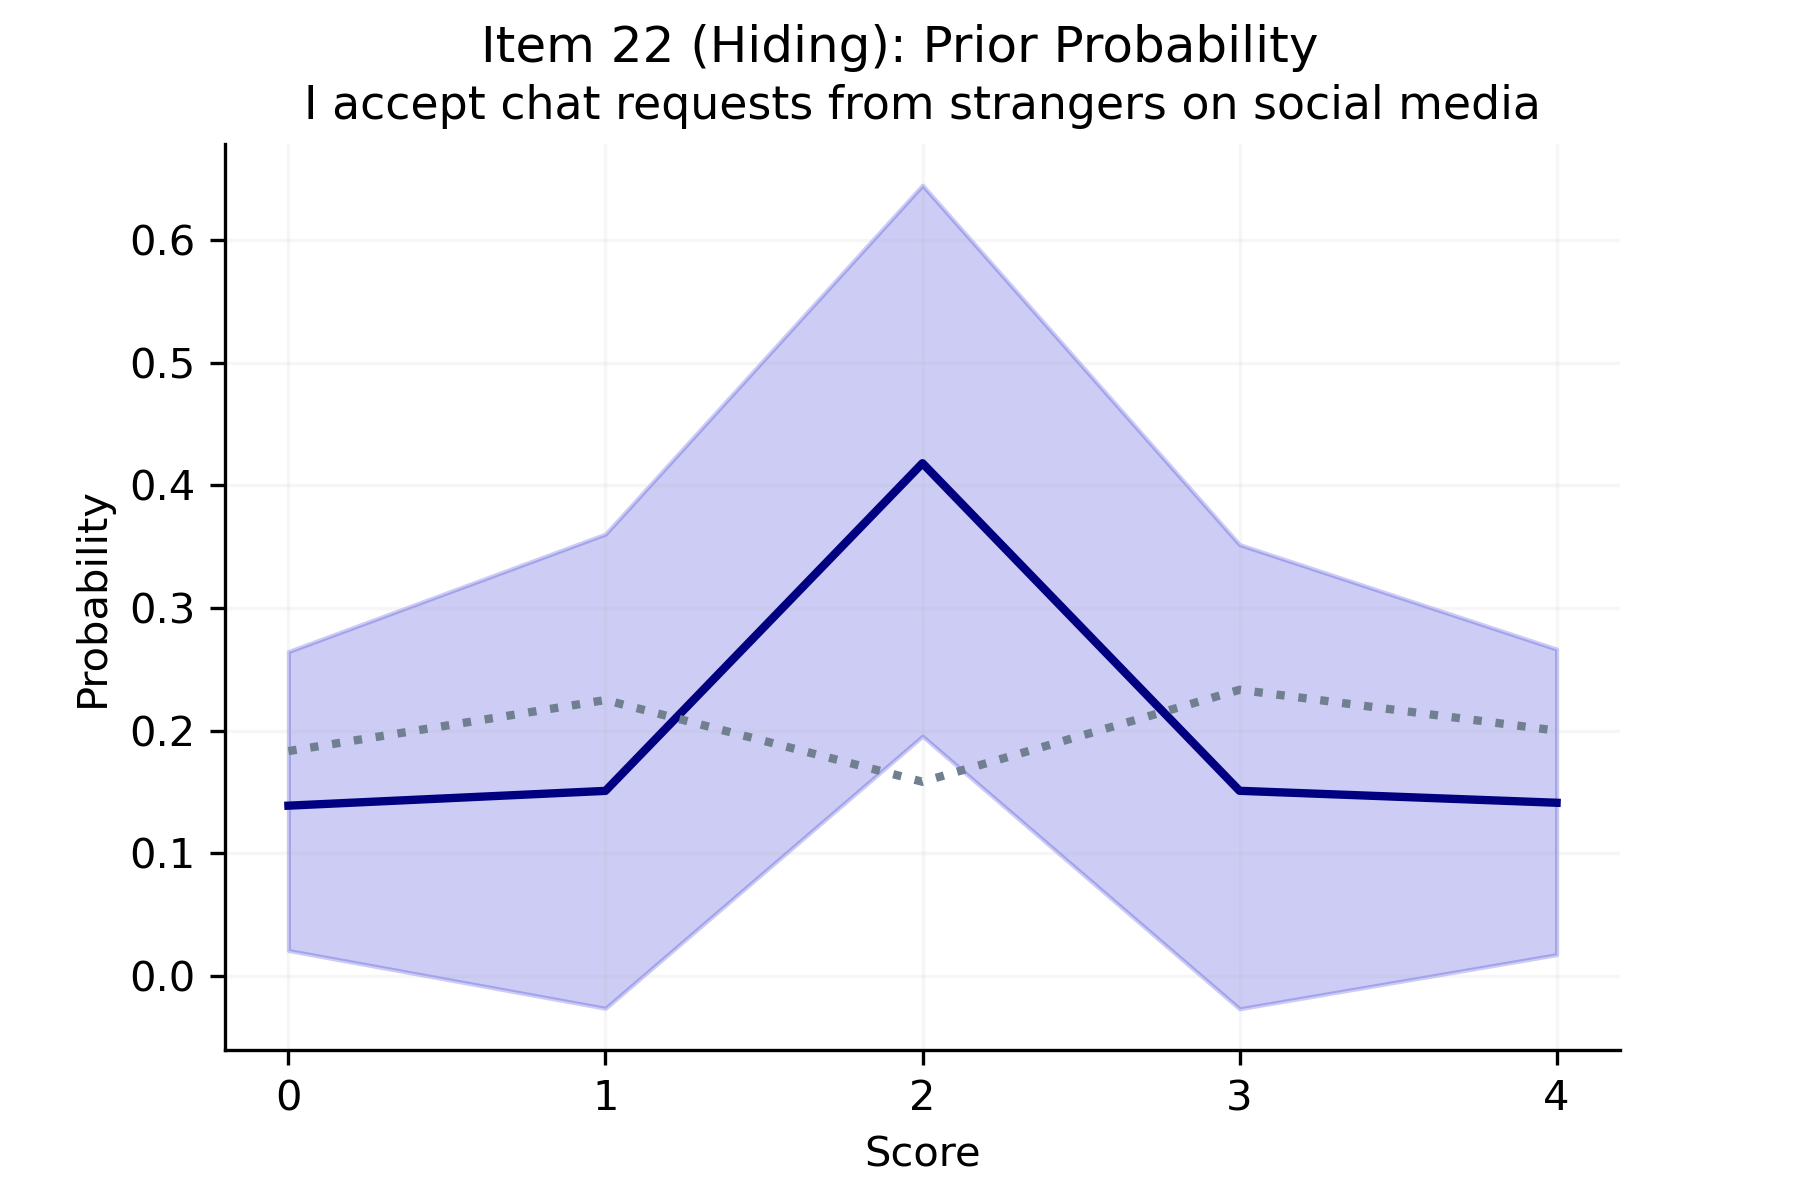 Item 22 (Hiding): Prior Probability
I accept chat requests from strangers on social media
0.6
0.5
0.4
0.3
0.2
0.1
0.0
Probability
0 1 2 3 4
Score